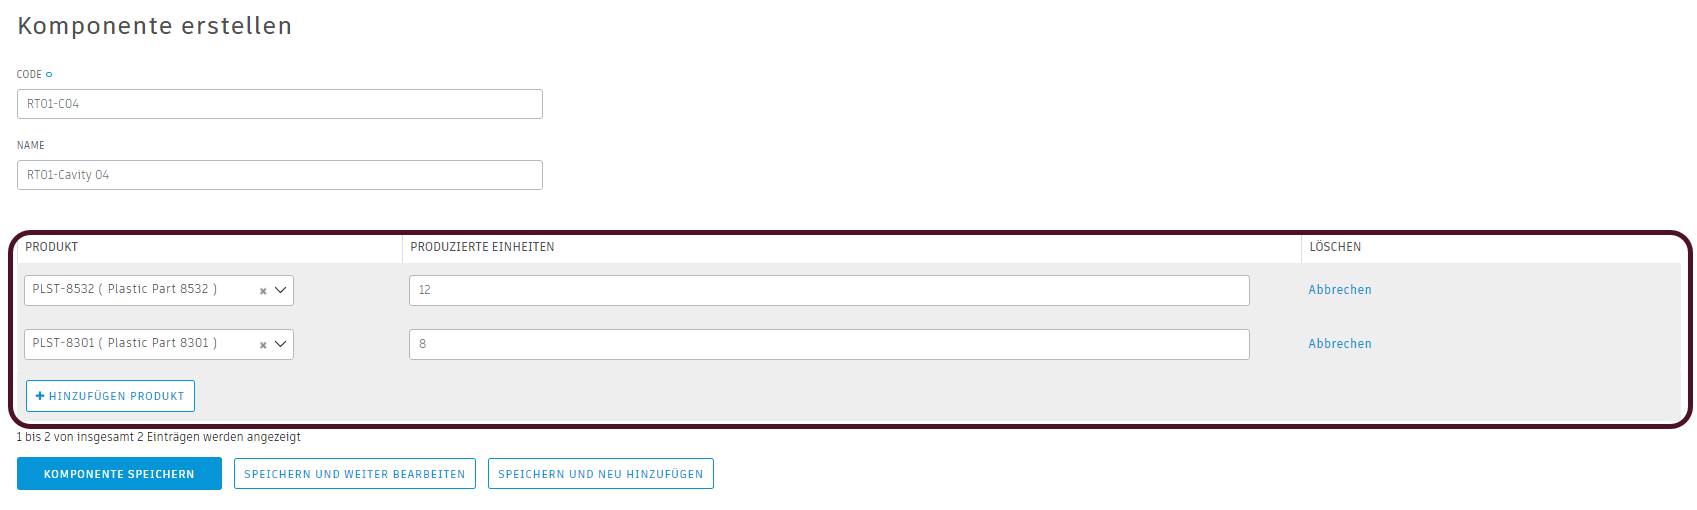 Komponente erstellen
CODE
RT01-C04
NAME
RT01-Cavity 04
PRODUKT PRODUZIERTE EINHEITEN LÖSCHEN
PLST-8532 ( Plastic Part 8532 ) 12 Abbrechen
PLST-8301 ( Plastic Part 8301 ) 8 Abbrechen
+ HINZUFÜGEN PRODUKT
1 bis 2 von insgesamt 2 Einträgen werden angezeigt
KOMPONENTE SPEICHERN SPEICHERN UND WEITER BEARBEITEN SPEICHERN UND NEU HINZUFÜGEN